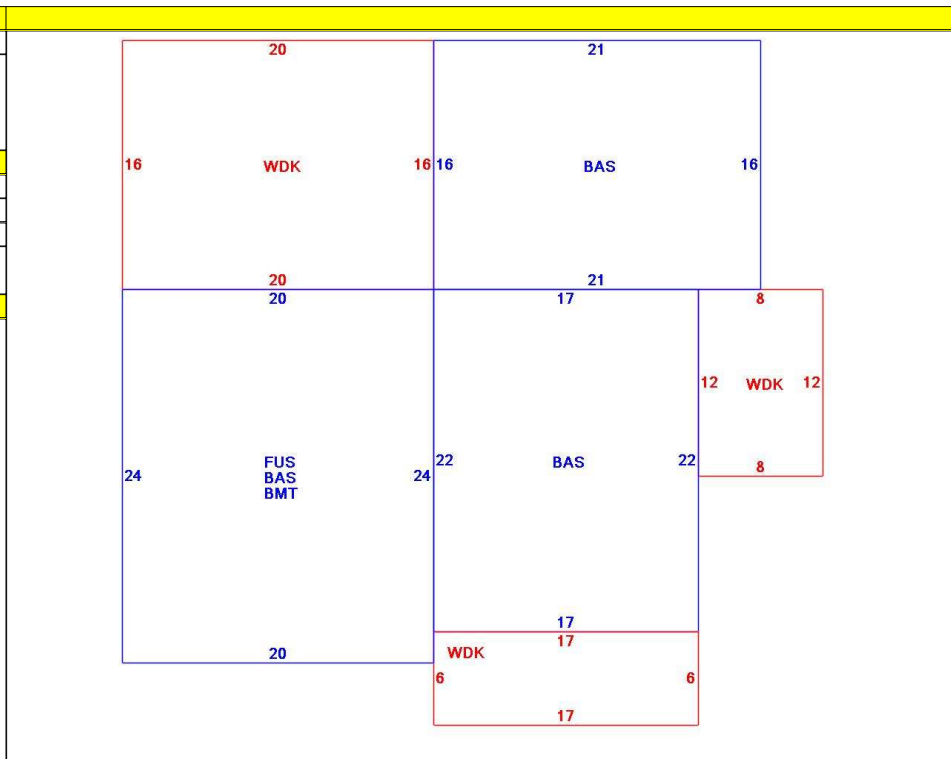 20 21
16 WDK 16 16 BAS 16
20 21
20 17 8
12 WDK 12
24 FUS 24 22 BAS 22 8
BAS
BMT
17
17
20 WDK
6 6
17